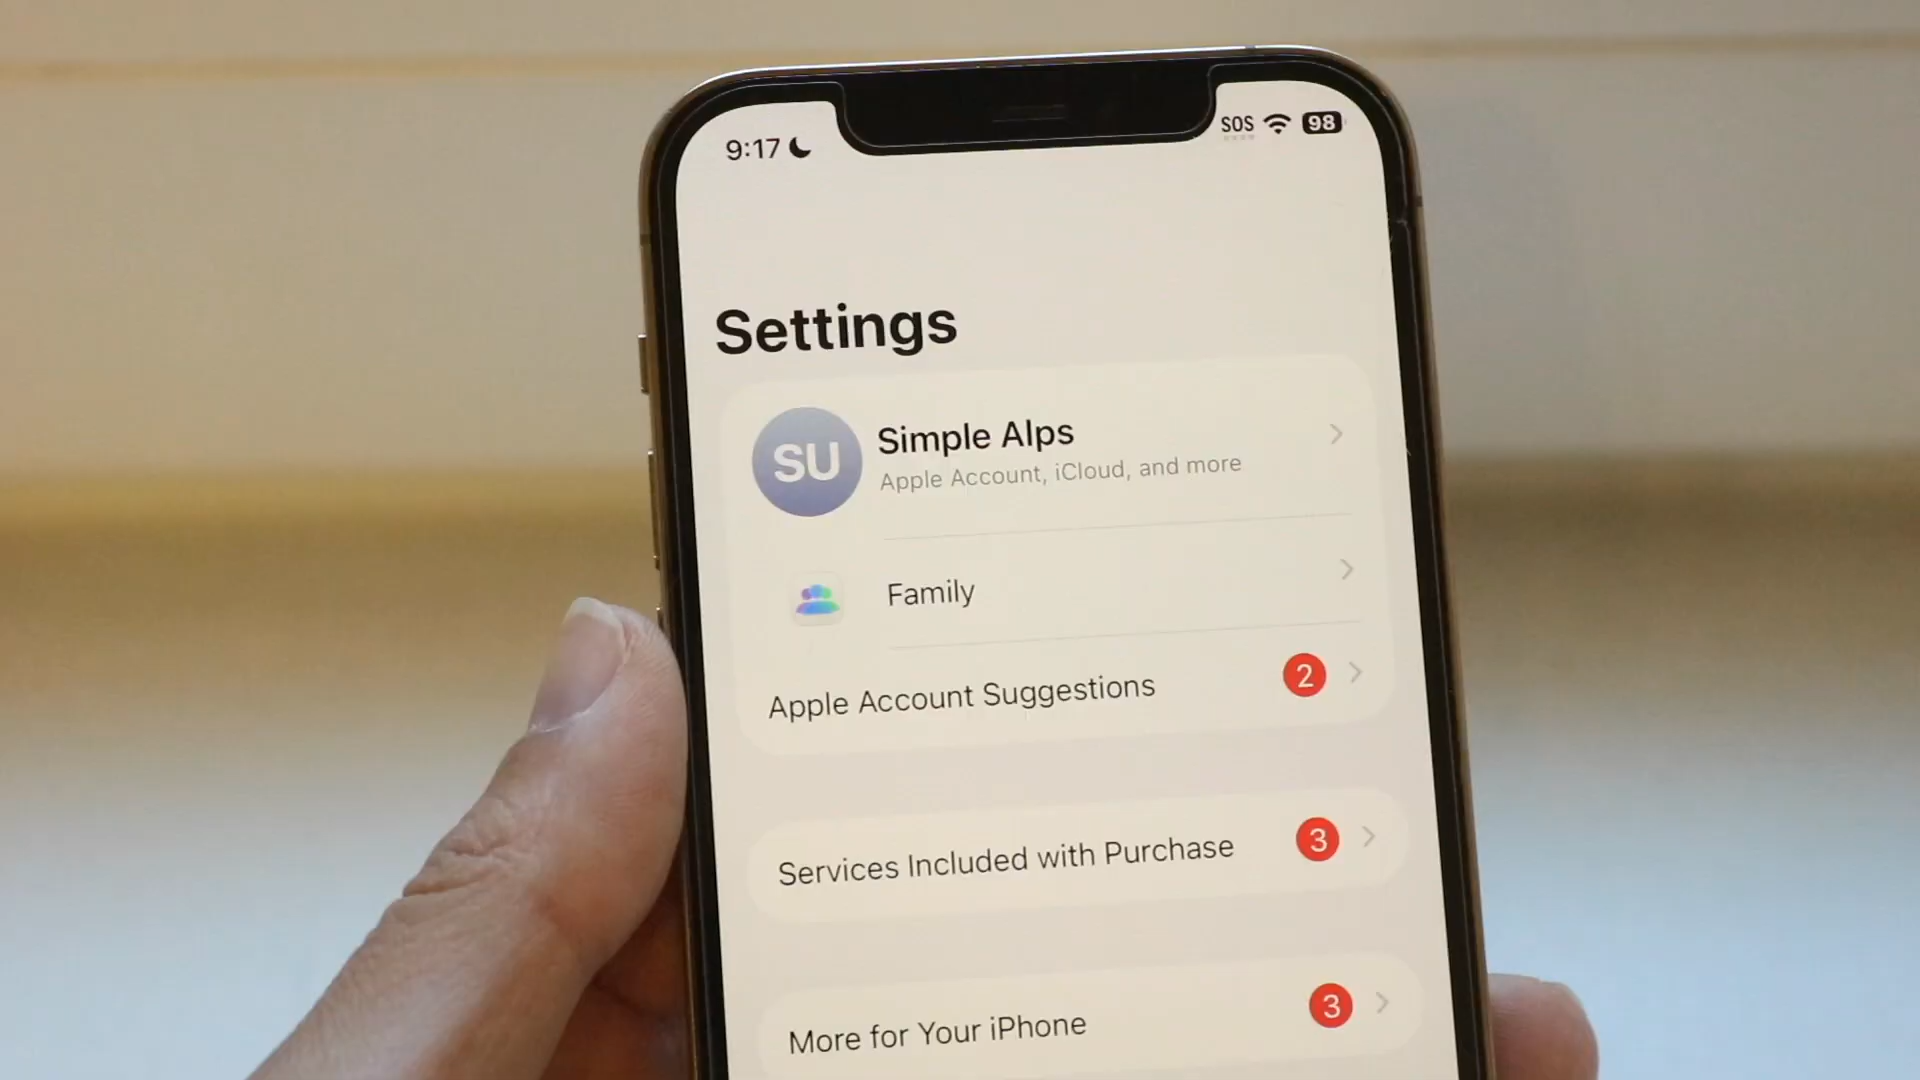 9:17
SOS 98
Settings
SU
Simple Alps
Apple Account, iCloud, and more
Family
Apple Account Suggestions 2
Services Included with Purchase 3
More for Your iPhone 3